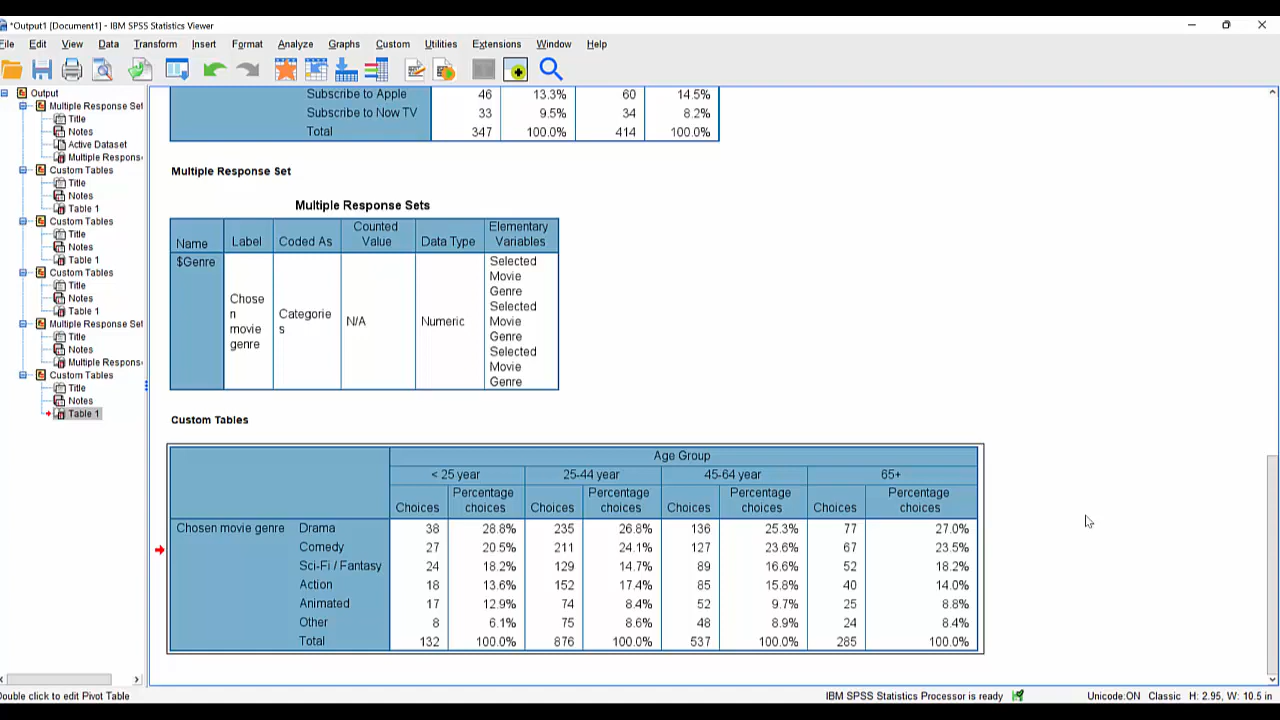 *Output1 [Document1] - IBM SPSS Statistics Viewer
File Edit View Data Transform Insert Format Analyze Graphs Custom Utilities Extensions Window Help
Output
Multiple Response Set
Title
Notes
Active Dataset
Multiple Respons
Custom Tables
Title
Notes
Table 1
Custom Tables
Title
Notes
Table 1
Custom Tables
Title
Notes
Table 1
Multiple Response Set
Title
Notes
Multiple Respons
Custom Tables
Title
Notes
Table 1
Subscribe to Apple 46 13.3% 60 14.5%
Subscribe to Now TV 33 9.5% 34 8.2%
Total 347 100.0% 414 100.0%
Multiple Response Set
Multiple Response Sets
Name Label Coded As Counted Value Data Type Elementary Variables
$Genre
Chose
n
movie
genre
Categorie
s
N/A
Numeric
Selected
Movie
Genre
Selected
Movie
Genre
Selected
Movie
Genre
Custom Tables
Age Group
< 25 year 25-44 year 45-64 year 65+
Choices Percentage choices Choices Percentage choices Choices Percentage choices Choices Percentage choices
Chosen movie genre Drama 38 28.8% 235 26.8% 136 25.3% 77 27.0%
Comedy 27 20.5% 211 24.1% 127 23.6% 67 23.5%
Sci-Fi / Fantasy 24 18.2% 129 14.7% 89 16.6% 52 18.2%
Action 18 13.6% 152 17.4% 85 15.8% 40 14.0%
Animated 17 12.9% 74 8.4% 52 9.7% 25 8.8%
Other 8 6.1% 75 8.6% 48 8.9% 24 8.4%
Total 132 100.0% 876 100.0% 537 100.0% 285 100.0%
Double click to edit Pivot Table IBM SPSS Statistics Processor is ready Unicode:ON Classic H: 2.95, W: 10.5 in